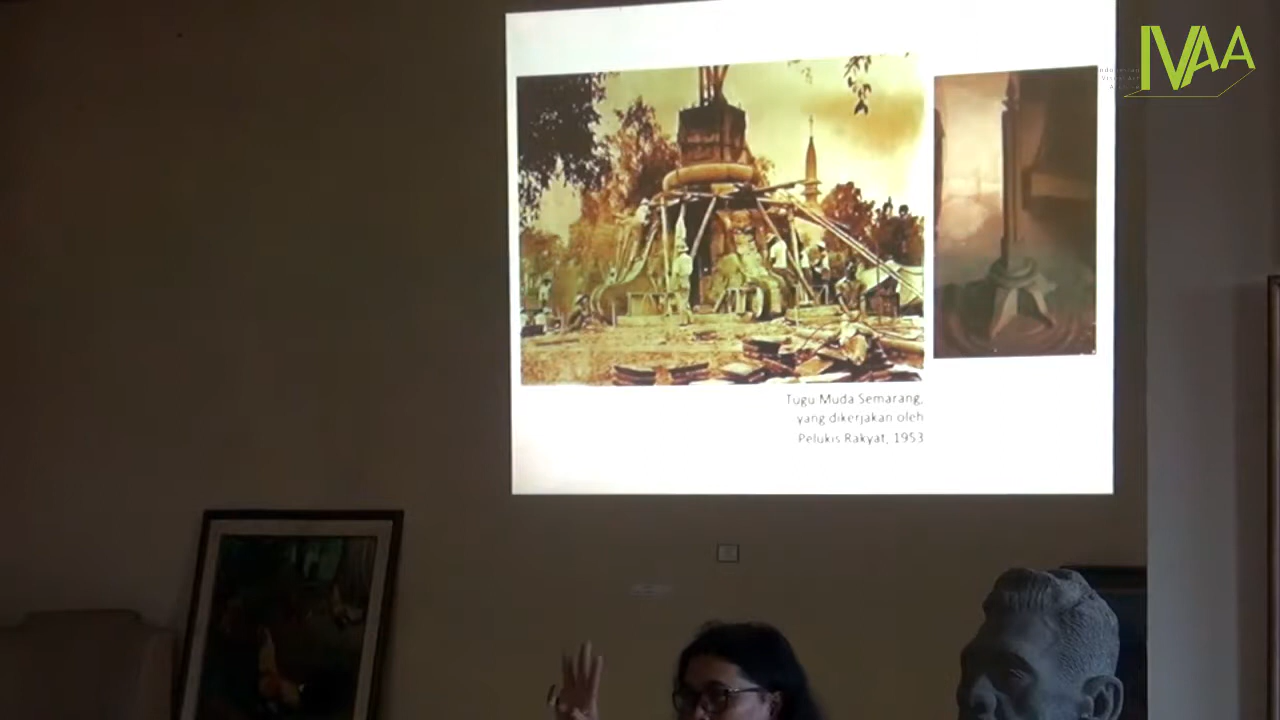 IVAA
Tugu Muda Semarang,
yang dikerjakan oleh
Pelukis Rakyat, 1953